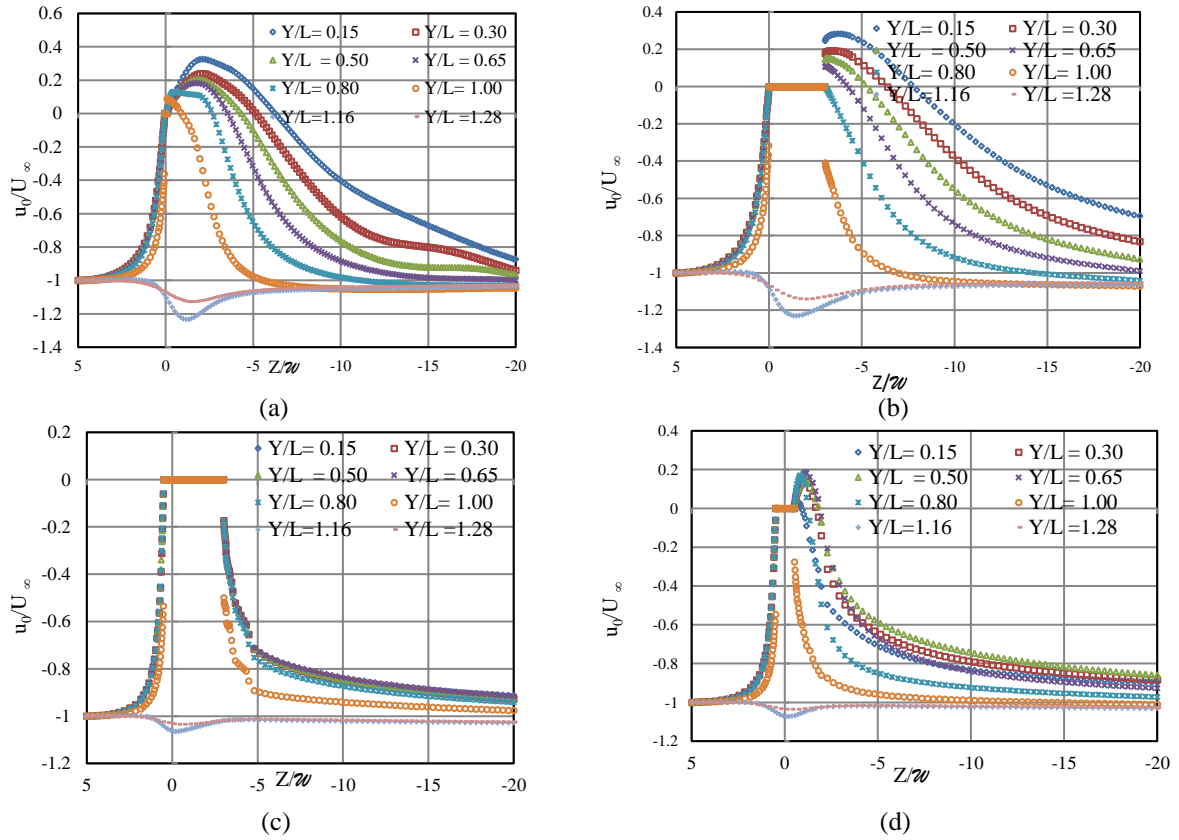 0.6
0.4
0.2
0
-0.2
-0.4
-0.6
-0.8
-1
-1.2
-1.4
u0/U∞
Y/L= 0.15 Y/L = 0.30
Y/L = 0.50 Y/L = 0.65
Y/L= 0.80 Y/L = 1.00
Y/L=1.16 Y/L=1.28
5 0 -5 -10 -15 -20
Z/𝓌
(a)
0.4
0.2
0
-0.2
-0.4
-0.6
-0.8
-1
-1.2
-1.4
u0/U∞
Y/L= 0.15 Y/L = 0.30
Y/L = 0.50 Y/L = 0.65
Y/L= 0.80 Y/L = 1.00
Y/L=1.16 Y/L=1.28
5 0 -5 -10 -15 -20
Z/𝓌
(b)
0.2
0
-0.2
-0.4
-0.6
-0.8
-1
-1.2
u0/U∞
Y/L= 0.15 Y/L = 0.30
Y/L = 0.50 Y/L = 0.65
Y/L= 0.80 Y/L = 1.00
Y/L=1.16 Y/L=1.28
5 0 -5 -10 -15 -20
Z/𝓌
(c)
0.4
0.2
0
-0.2
-0.4
-0.6
-0.8
-1
-1.2
u0/U∞
Y/L= 0.15 Y/L = 0.30
Y/L = 0.50 Y/L = 0.65
Y/L= 0.80 Y/L = 1.00
Y/L=1.16 Y/L=1.28
5 0 -5 -10 -15 -20
Z/𝓌
(d)